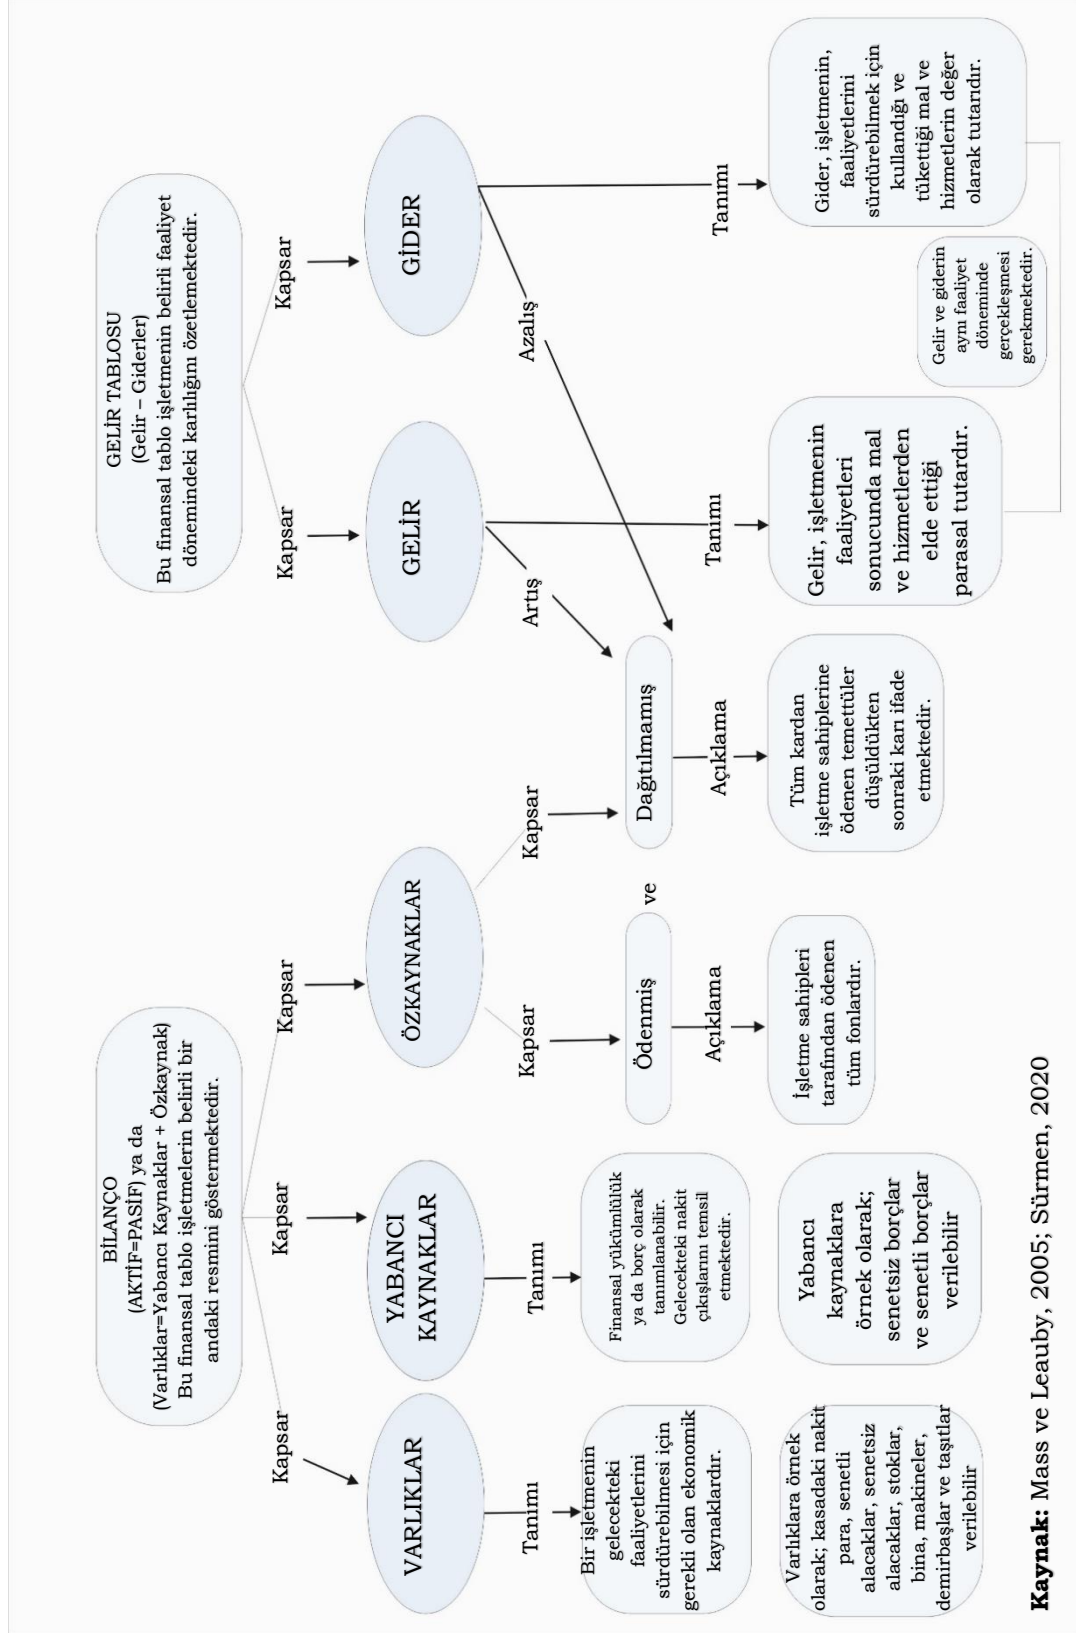 BİLANÇO
(AKTİF=PASİF) ya da
(Varlıklar=Yabancı Kaynaklar + Özkaynak)
Bu finansal tablo işletmelerin belirli bir
andaki resmini göstermektedir.
GELİR TABLOSU
(Gelir – Giderler)
Bu finansal tablo işletmenin belirli faaliyet
dönemindeki karlılığını özetlemektedir.
Kapsar
Kapsar
Kapsar
Kapsar
Kapsar
VARLIKLAR
YABANCI
KAYNAKLAR
ÖZKAYNAKLAR
GELİR
GİDER
Tanımı
Tanımı
Kapsar
Kapsar
Artış
Azalış
Bir işletmenin
gelecekteki
faaliyetlerini
sürdürebilmesi için
gerekli olan ekonomik
kaynaklardır.
Finansal yükümlülük
ya da borç olarak
tanımlanabilir.
Gelecekteki nakit
çıkışlarını temsil
etmektedir.
Ödenmiş
ve
Dağıtılmamış
Açıklama
Açıklama
Tanımı
Tanımı
Varlıklara örnek
olarak; kasadaki nakit
para, senetli
alacaklar, senetsiz
alacaklar, stoklar,
bina, makineler,
demirbaşlar ve taşıtlar
verilebilir
Yabancı
kaynaklara
örnek olarak;
senetsiz borçlar
ve senetli borçlar
verilebilir
İşletme sahipleri
tarafından ödenen
tüm fonlardır.
Tüm kardan
işletme sahiplerine
ödenen temettüler
düşüldükten
sonraki karı ifade
etmektedir.
Gelir, işletmenin
faaliyetleri
sonucunda mal
ve hizmetlerden
elde ettiği
parasal tutardır.
Gelir ve giderin
aynı faaliyet
döneminde
gerçekleşmesi
gerekmektedir.
Gider, işletmenin,
faaliyetlerini
sürdürebilmek için
kullandığı ve
tükettiği mal ve
hizmetlerin değer
olarak tutarıdır.
Kaynak: Mass ve Leauby, 2005; Sürmen, 2020